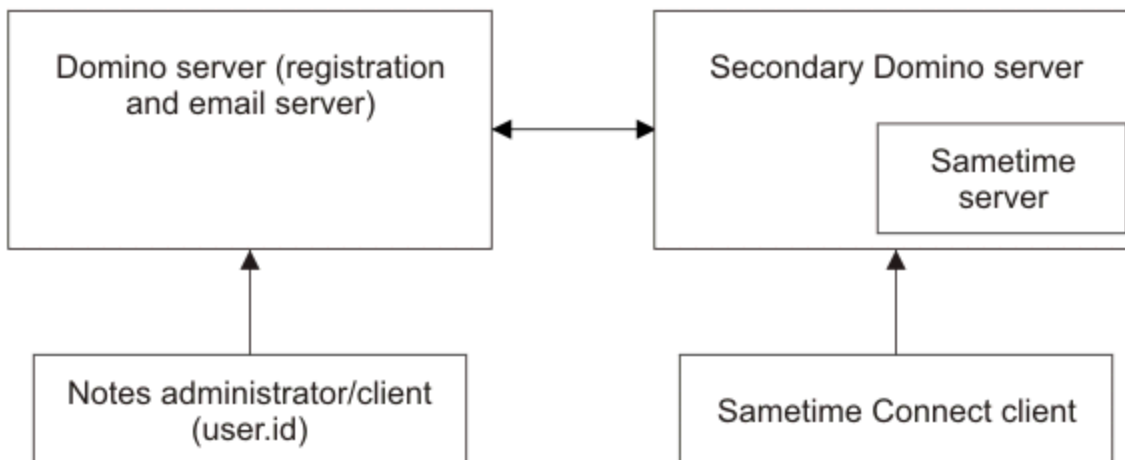 Domino server (registration
and email server)
Secondary Domino server
Sametime
server
Notes administrator/client
(user.id)
Sametime Connect client